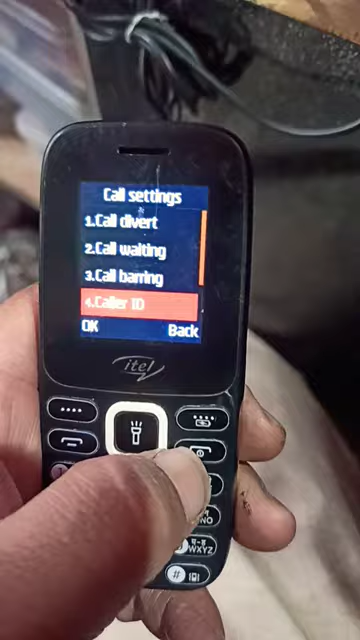 Call settings
1.Call divert
2.Call waiting
3.Call barring
4.Caller ID
OK Back
itel
WXYZ
#